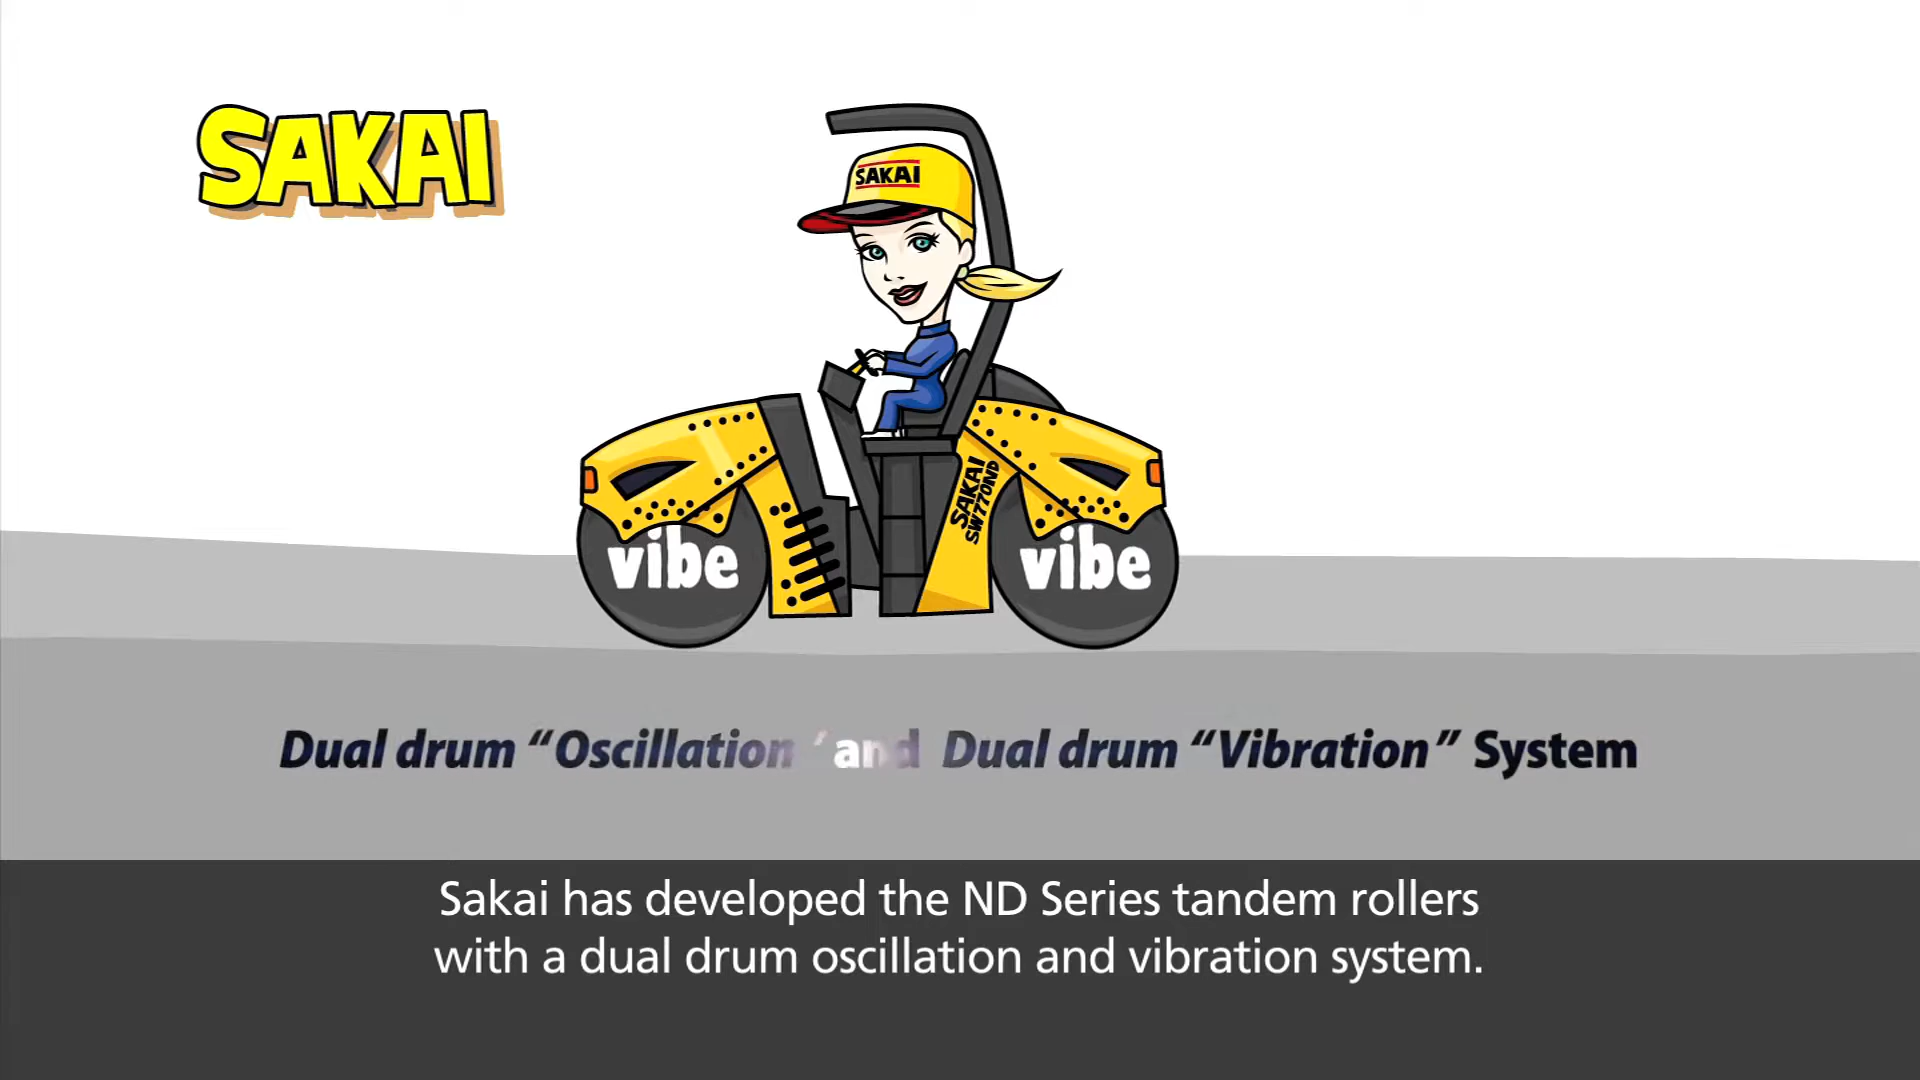 SAKAI
SAKAI
SAKAI
SW770ND
vibe
vibe
Dual drum “Oscillation ” and Dual drum “Vibration” System
Sakai has developed the ND Series tandem rollers
with a dual drum oscillation and vibration system.